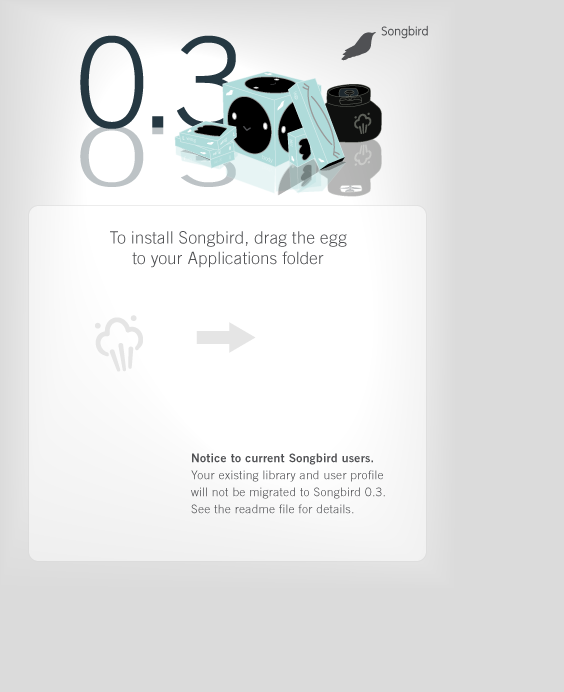 Songbird
0.3
To install Songbird, drag the egg
to your Applications folder
Notice to current Songbird users.
Your existing library and user profile
will not be migrated to Songbird 0.3.
See the readme file for details.